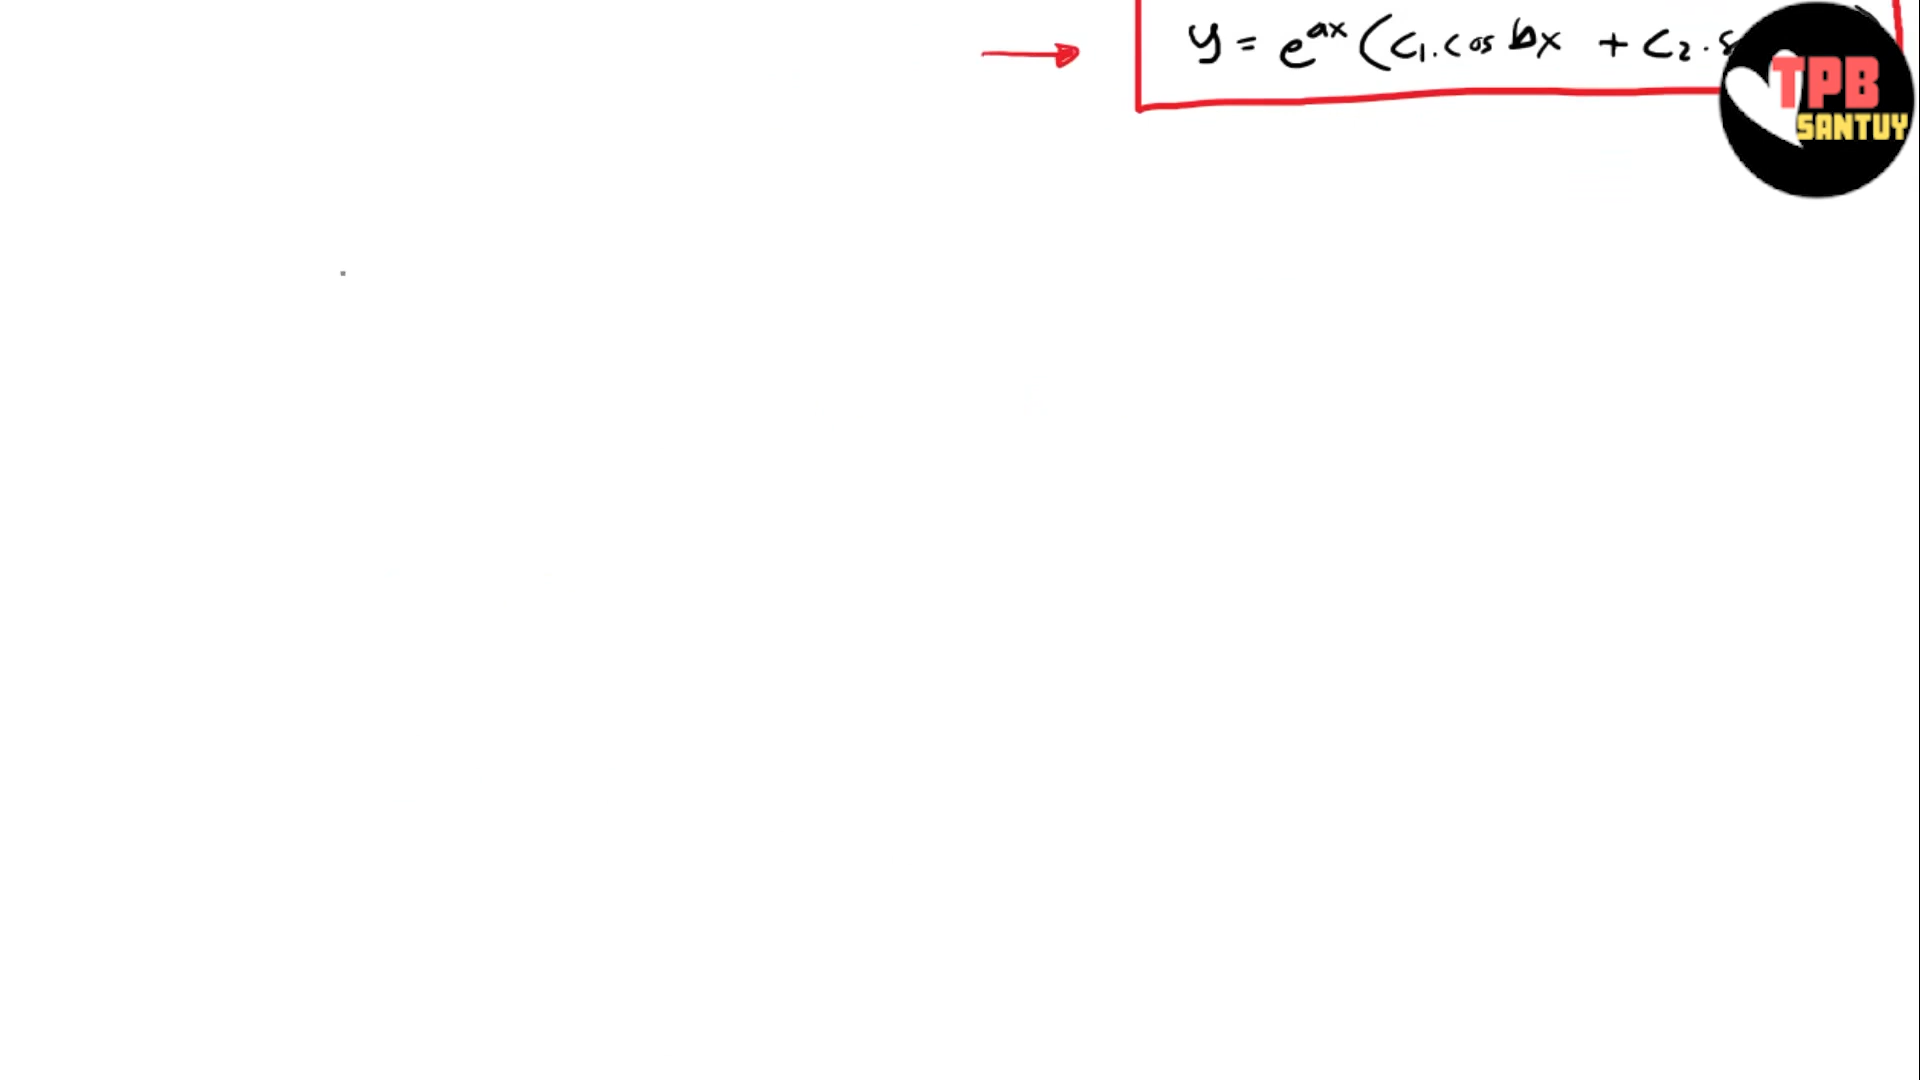 y = e^ax (C1.cos bx + C2.
TPB
SANTUY